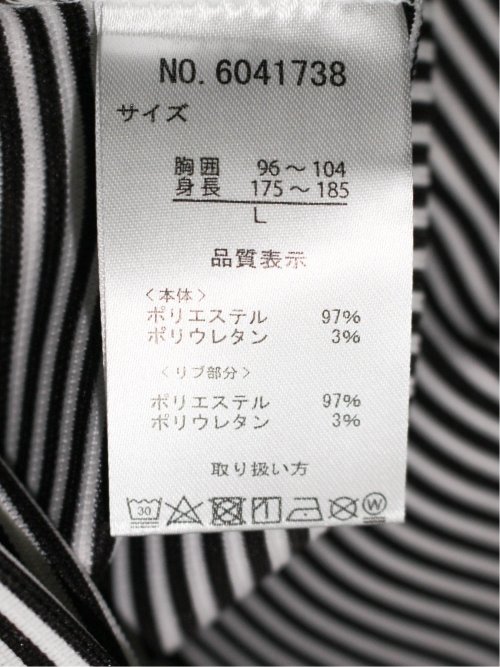 NO. 6041738
サイズ
胸囲 96～104
身長 175～185
L
品質表示
〈本体〉
ポリエステル 97%
ポリウレタン 3%
〈リブ部分〉
ポリエステル 97%
ポリウレタン 3%
取り扱い方
30 W